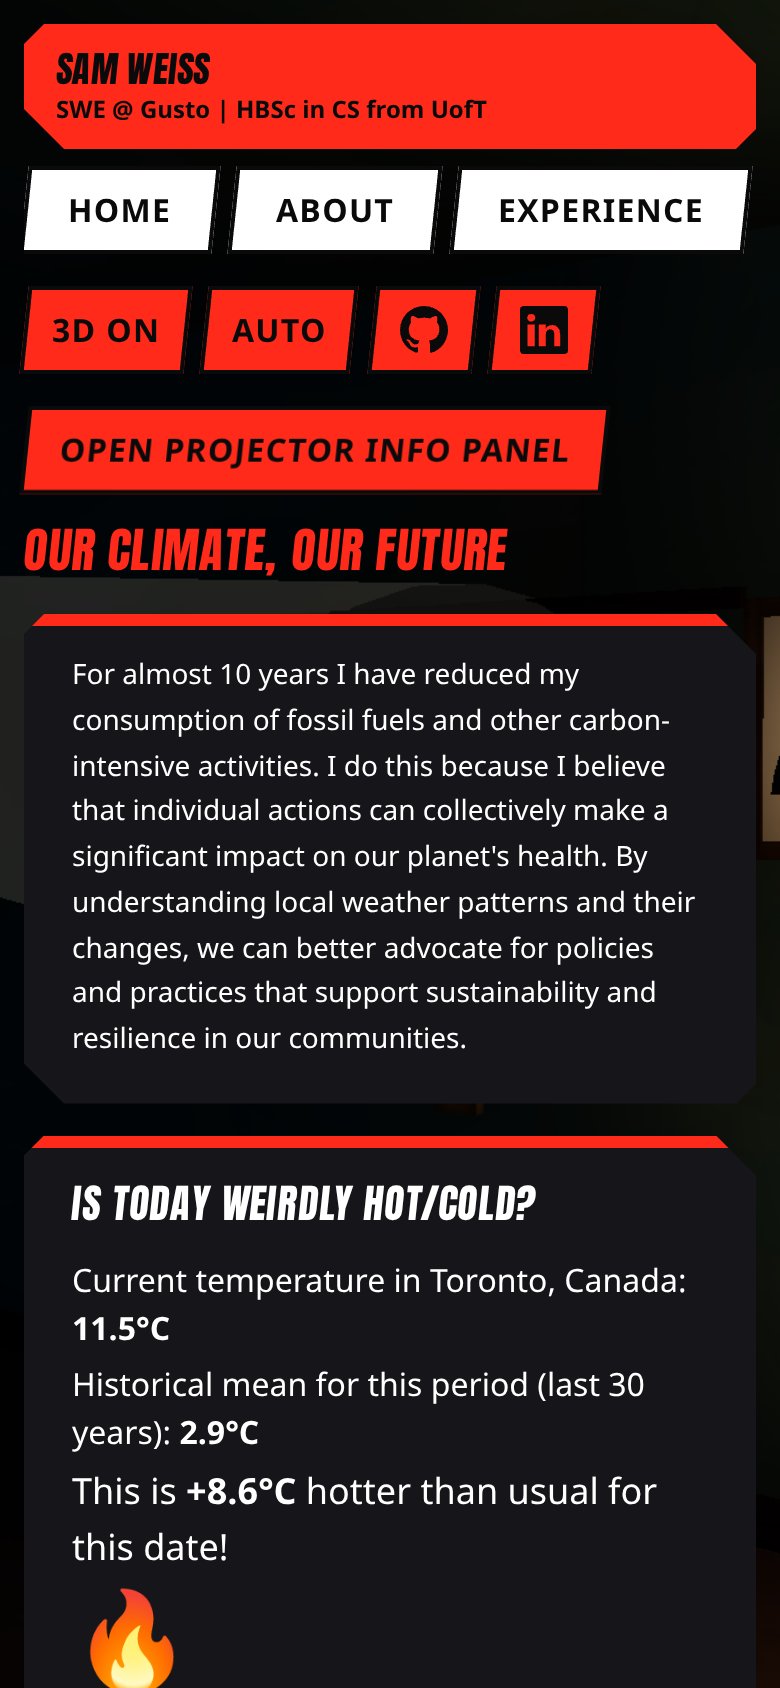 SAM WEISS
SWE @ Gusto | HBSc in CS from UofT
HOME ABOUT EXPERIENCE
3D ON AUTO in
OPEN PROJECTOR INFO PANEL
OUR CLIMATE, OUR FUTURE
For almost 10 years I have reduced my
consumption of fossil fuels and other carbon-
intensive activities. I do this because I believe
that individual actions can collectively make a
significant impact on our planet's health. By
understanding local weather patterns and their
changes, we can better advocate for policies
and practices that support sustainability and
resilience in our communities.
IS TODAY WEIRDLY HOT/COLD?
Current temperature in Toronto, Canada:
11.5°C
Historical mean for this period (last 30
years): 2.9°C
This is +8.6°C hotter than usual for
this date!